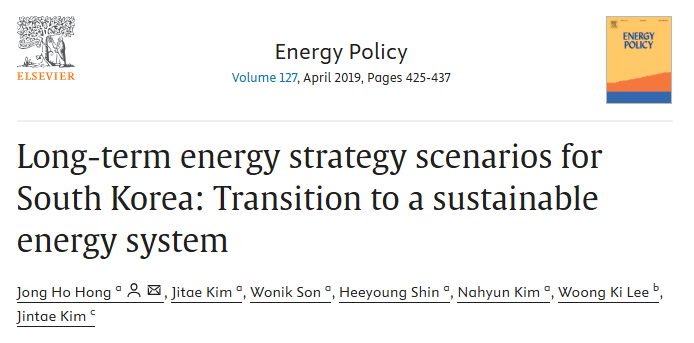 ELSEVIER
Energy Policy
Volume 127, April 2019, Pages 425-437
ENERGY
POLICY
Long-term energy strategy scenarios for
South Korea: Transition to a sustainable
energy system
Jong Ho Hong a, Jitae Kim a, Wonik Son a, Heeyoung Shin a, Nahyun Kim a, Woong Ki Lee b,
Jintae Kim c